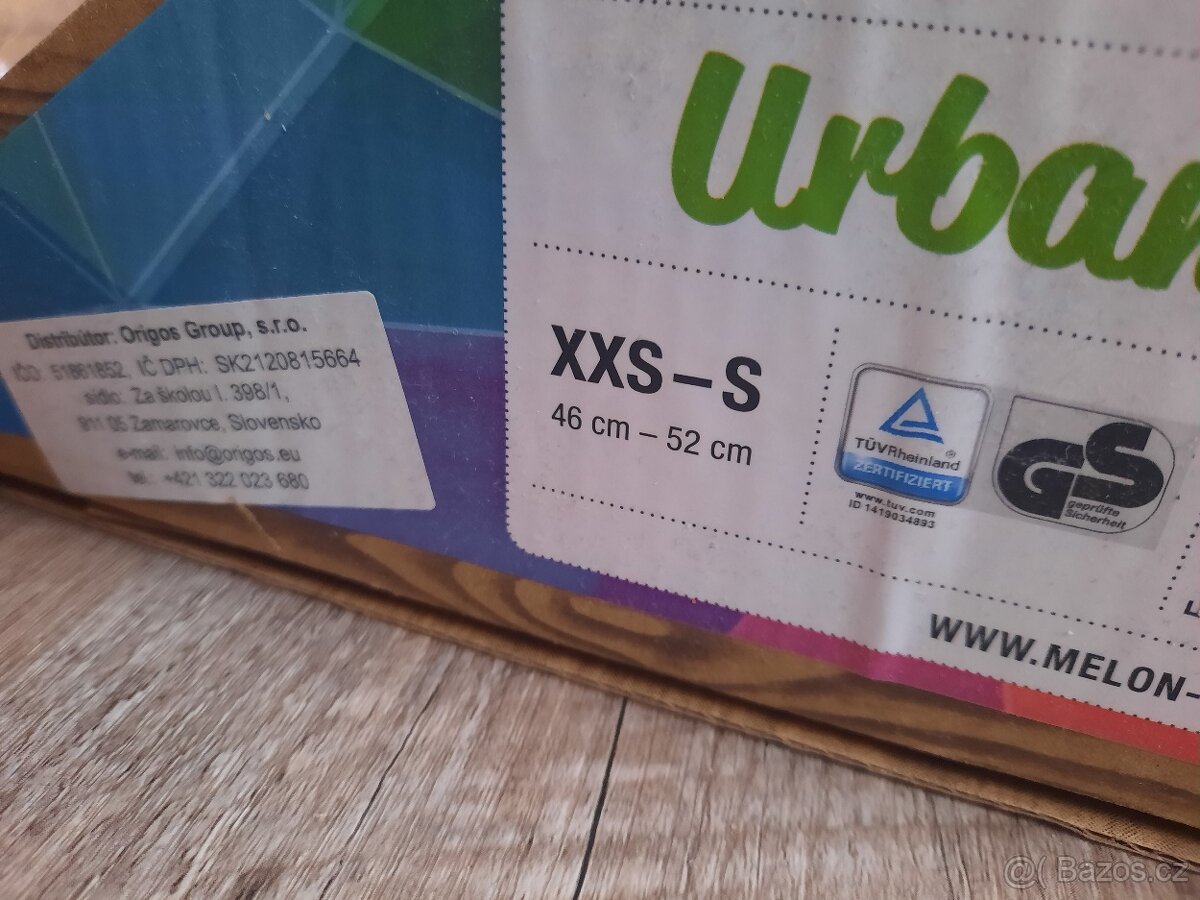 Urban
Distribútor: Origos Group, s.r.o.
IČO: 51861852, IČ DPH: SK2120815664
sídlo: Za školou I. 398/1,
911 05 Zamarovce, Slovensko
e-mail: info@origos.eu
tel.: +421 322 023 680
XXS – S
46 cm – 52 cm
TÜVRheinland®
ZERTIFIZIERT
www.tuv.com
ID 1419034893
GS
geprüfte
Sicherheit
WWW.MELON-
@( Bazos.cz